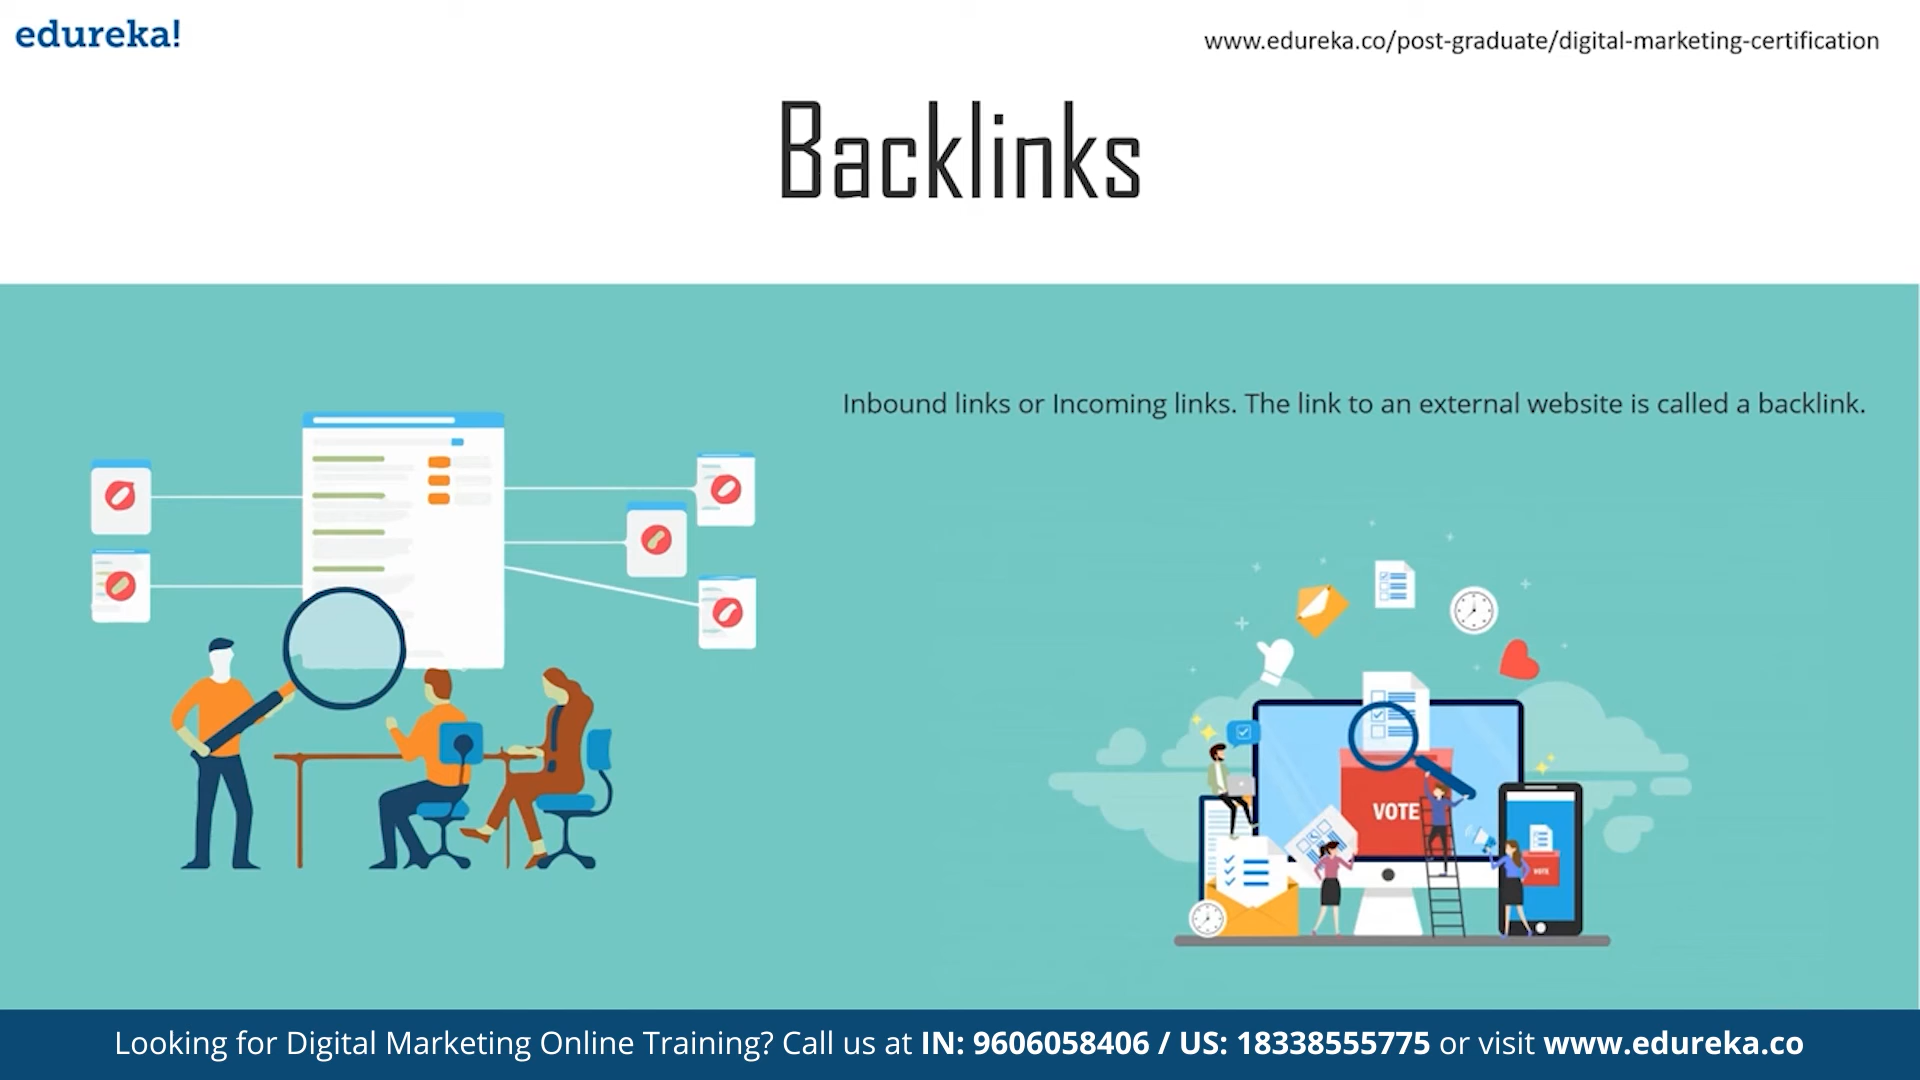 edureka!
www.edureka.co/post-graduate/digital-marketing-certification
Backlinks
Inbound links or Incoming links. The link to an external website is called a backlink.
VOTE
VOTE
Looking for Digital Marketing Online Training? Call us at IN: 9606058406 / US: 18338555775 or visit www.edureka.co